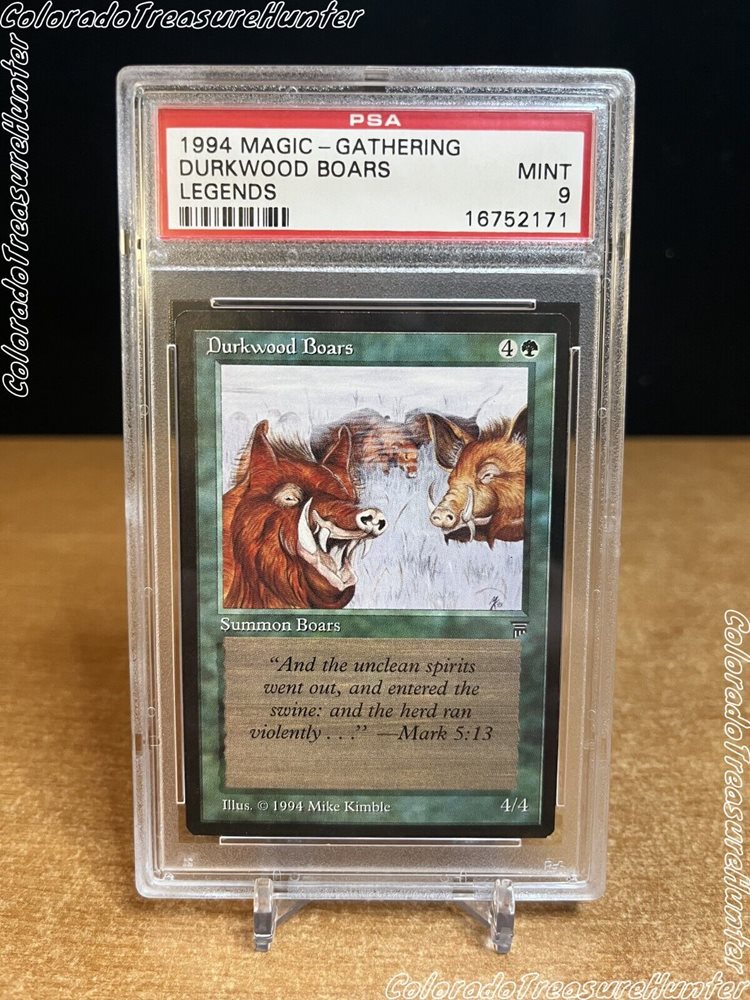 ColoradoTreasureHunter
ColoradoTreasureHunter
PSA
1994 MAGIC – GATHERING
DURKWOOD BOARS
MINT
LEGENDS
9
16752171
Durkwood Boars
4
Summon Boars
“And the unclean spirits
went out, and entered the
swine: and the herd ran
violently . . .” —Mark 5:13
Illus. © 1994 Mike Kimble
4/4
ColoradoTreasureHunter
ColoradoTreasureHunter